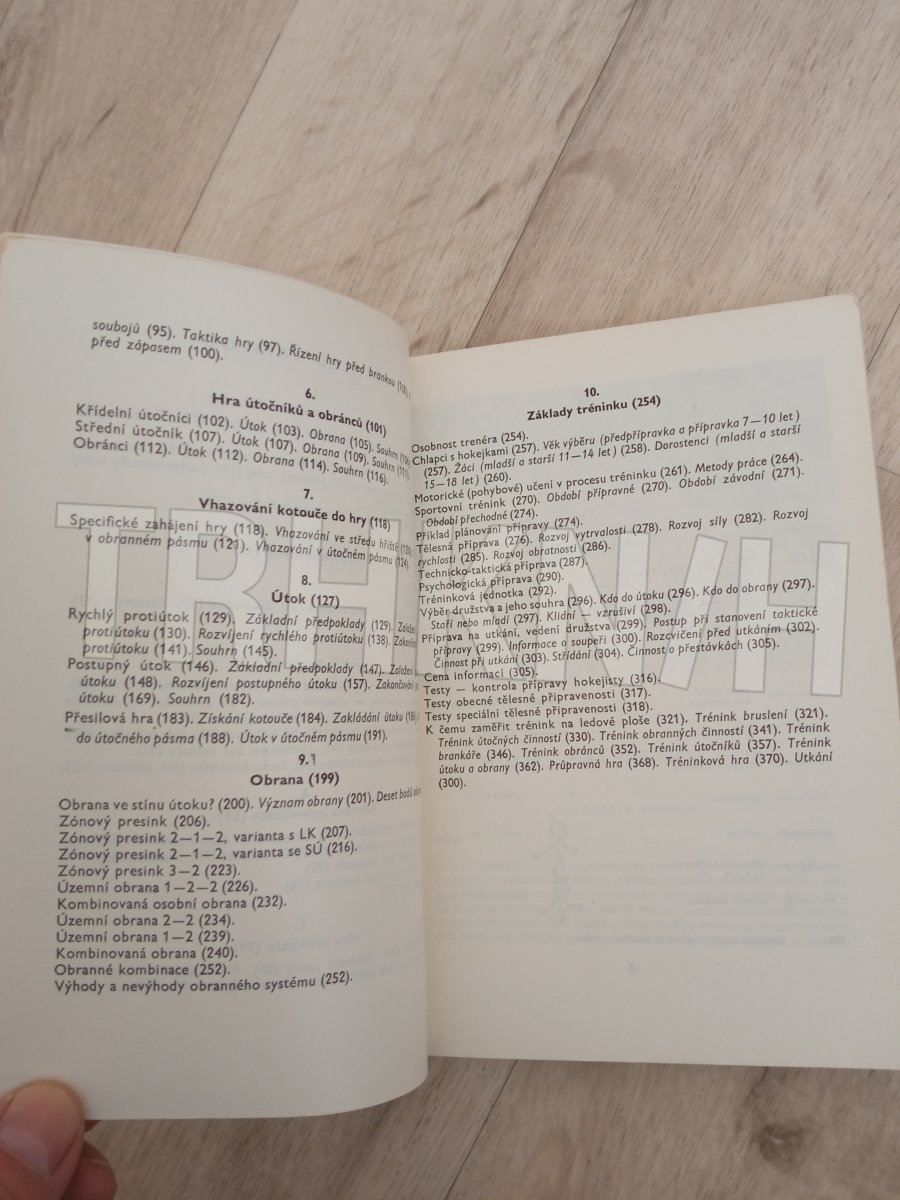 soubojů (95). Taktika hry (97). Řízení hry před brankou (100)
před zápasem (100).
6.
Hra útočníků a obránců (101)
Křídelní útočníci (102). Útok (103). Obrana (105). Souhrn
Střední útočník (107). Útok (107). Obrana (109). Souhrn
Obránci (112). Útok (112). Obrana (114). Souhrn (116).
7.
Vhazování kotouče do hry (118)
Specifické zahájení hry (118). Vhazování ve středu hřiště (120)
v obranném pásmu (121). Vhazování v útočném pásmu (124).
8.
Útok (127)
Rychlý protiútok (129). Základní předpoklady (129). Založení
protiútoku (130). Rozvíjení rychlého protiútoku (138). Zakončení
protiútoku (141). Souhrn (145).
Postupný útok (146). Základní předpoklady (147). Založení
útoku (148). Rozvíjení postupného útoku (157). Zakončování
útoku (169). Souhrn (182).
Přesilová hra (183). Získání kotouče (184). Zakládání útoku (186)
do útočného pásma (188). Útok v útočném pásmu (191).
9.
Obrana (199)
Obrana ve stínu útoku? (200). Význam obrany (201). Deset bodů
Zónový presink (206).
Zónový presink 2—1—2, varianta s LK (207).
Zónový presink 2—1—2, varianta se SÚ (216).
Zónový presink 3—2 (223).
Územní obrana 1—2—2 (226).
Kombinovaná osobní obrana (232).
Územní obrana 2—2 (234).
Územní obrana 1—2 (239).
Kombinovaná obrana (240).
Obranné kombinace (252).
Výhody a nevýhody obranného systému (252).
10.
Základy tréninku (254)
Osobnost trenéra (254).
Chlapci s hokejkami (257). Věk výběru (předpřípravka a přípravka 7—10 let)
(257). Žáci (mladší a starší 11—14 let) (258). Dorostenci (mladší a starší
15—18 let) (260).
Motorické (pohybové) učení v procesu tréninku (261). Metody práce (264).
Sportovní trénink (270). Období přípravné (270). Období závodní (271).
Období přechodné (274).
Příklad plánování přípravy (274).
Tělesná příprava (276). Rozvoj vytrvalosti (278). Rozvoj síly (282). Rozvoj
rychlosti (285). Rozvoj obratnosti (286).
Technicko-taktická příprava (287).
Psychologická příprava (290).
Tréninková jednotka (292).
Výběr družstva a jeho souhra (296). Kdo do útoku (296). Kdo do obrany (297).
Staří nebo mladí (297). Klidní — vzrušiví (298).
Příprava na utkání, vedení družstva (299). Postup při stanovení taktické
přípravy (299). Informace o soupeři (300). Rozcvičení před utkáním (302).
Činnost při utkání (303). Střídání (304). Činnost o přestávkách (305).
Cena informací (305).
Testy — kontrola přípravy hokejisty (316).
Testy obecné tělesné připravenosti (317).
Testy speciální tělesné připravenosti (318).
K čemu zaměřit trénink na ledové ploše (321). Trénink bruslení (321).
Trénink útočných činností (330). Trénink obranných činností (341). Trénink
brankáře (346). Trénink obránců (352). Trénink útočníků (357). Trénink
útoku a obrany (362). Průpravná hra (368). Tréninková hra (370). Utkání
(300).